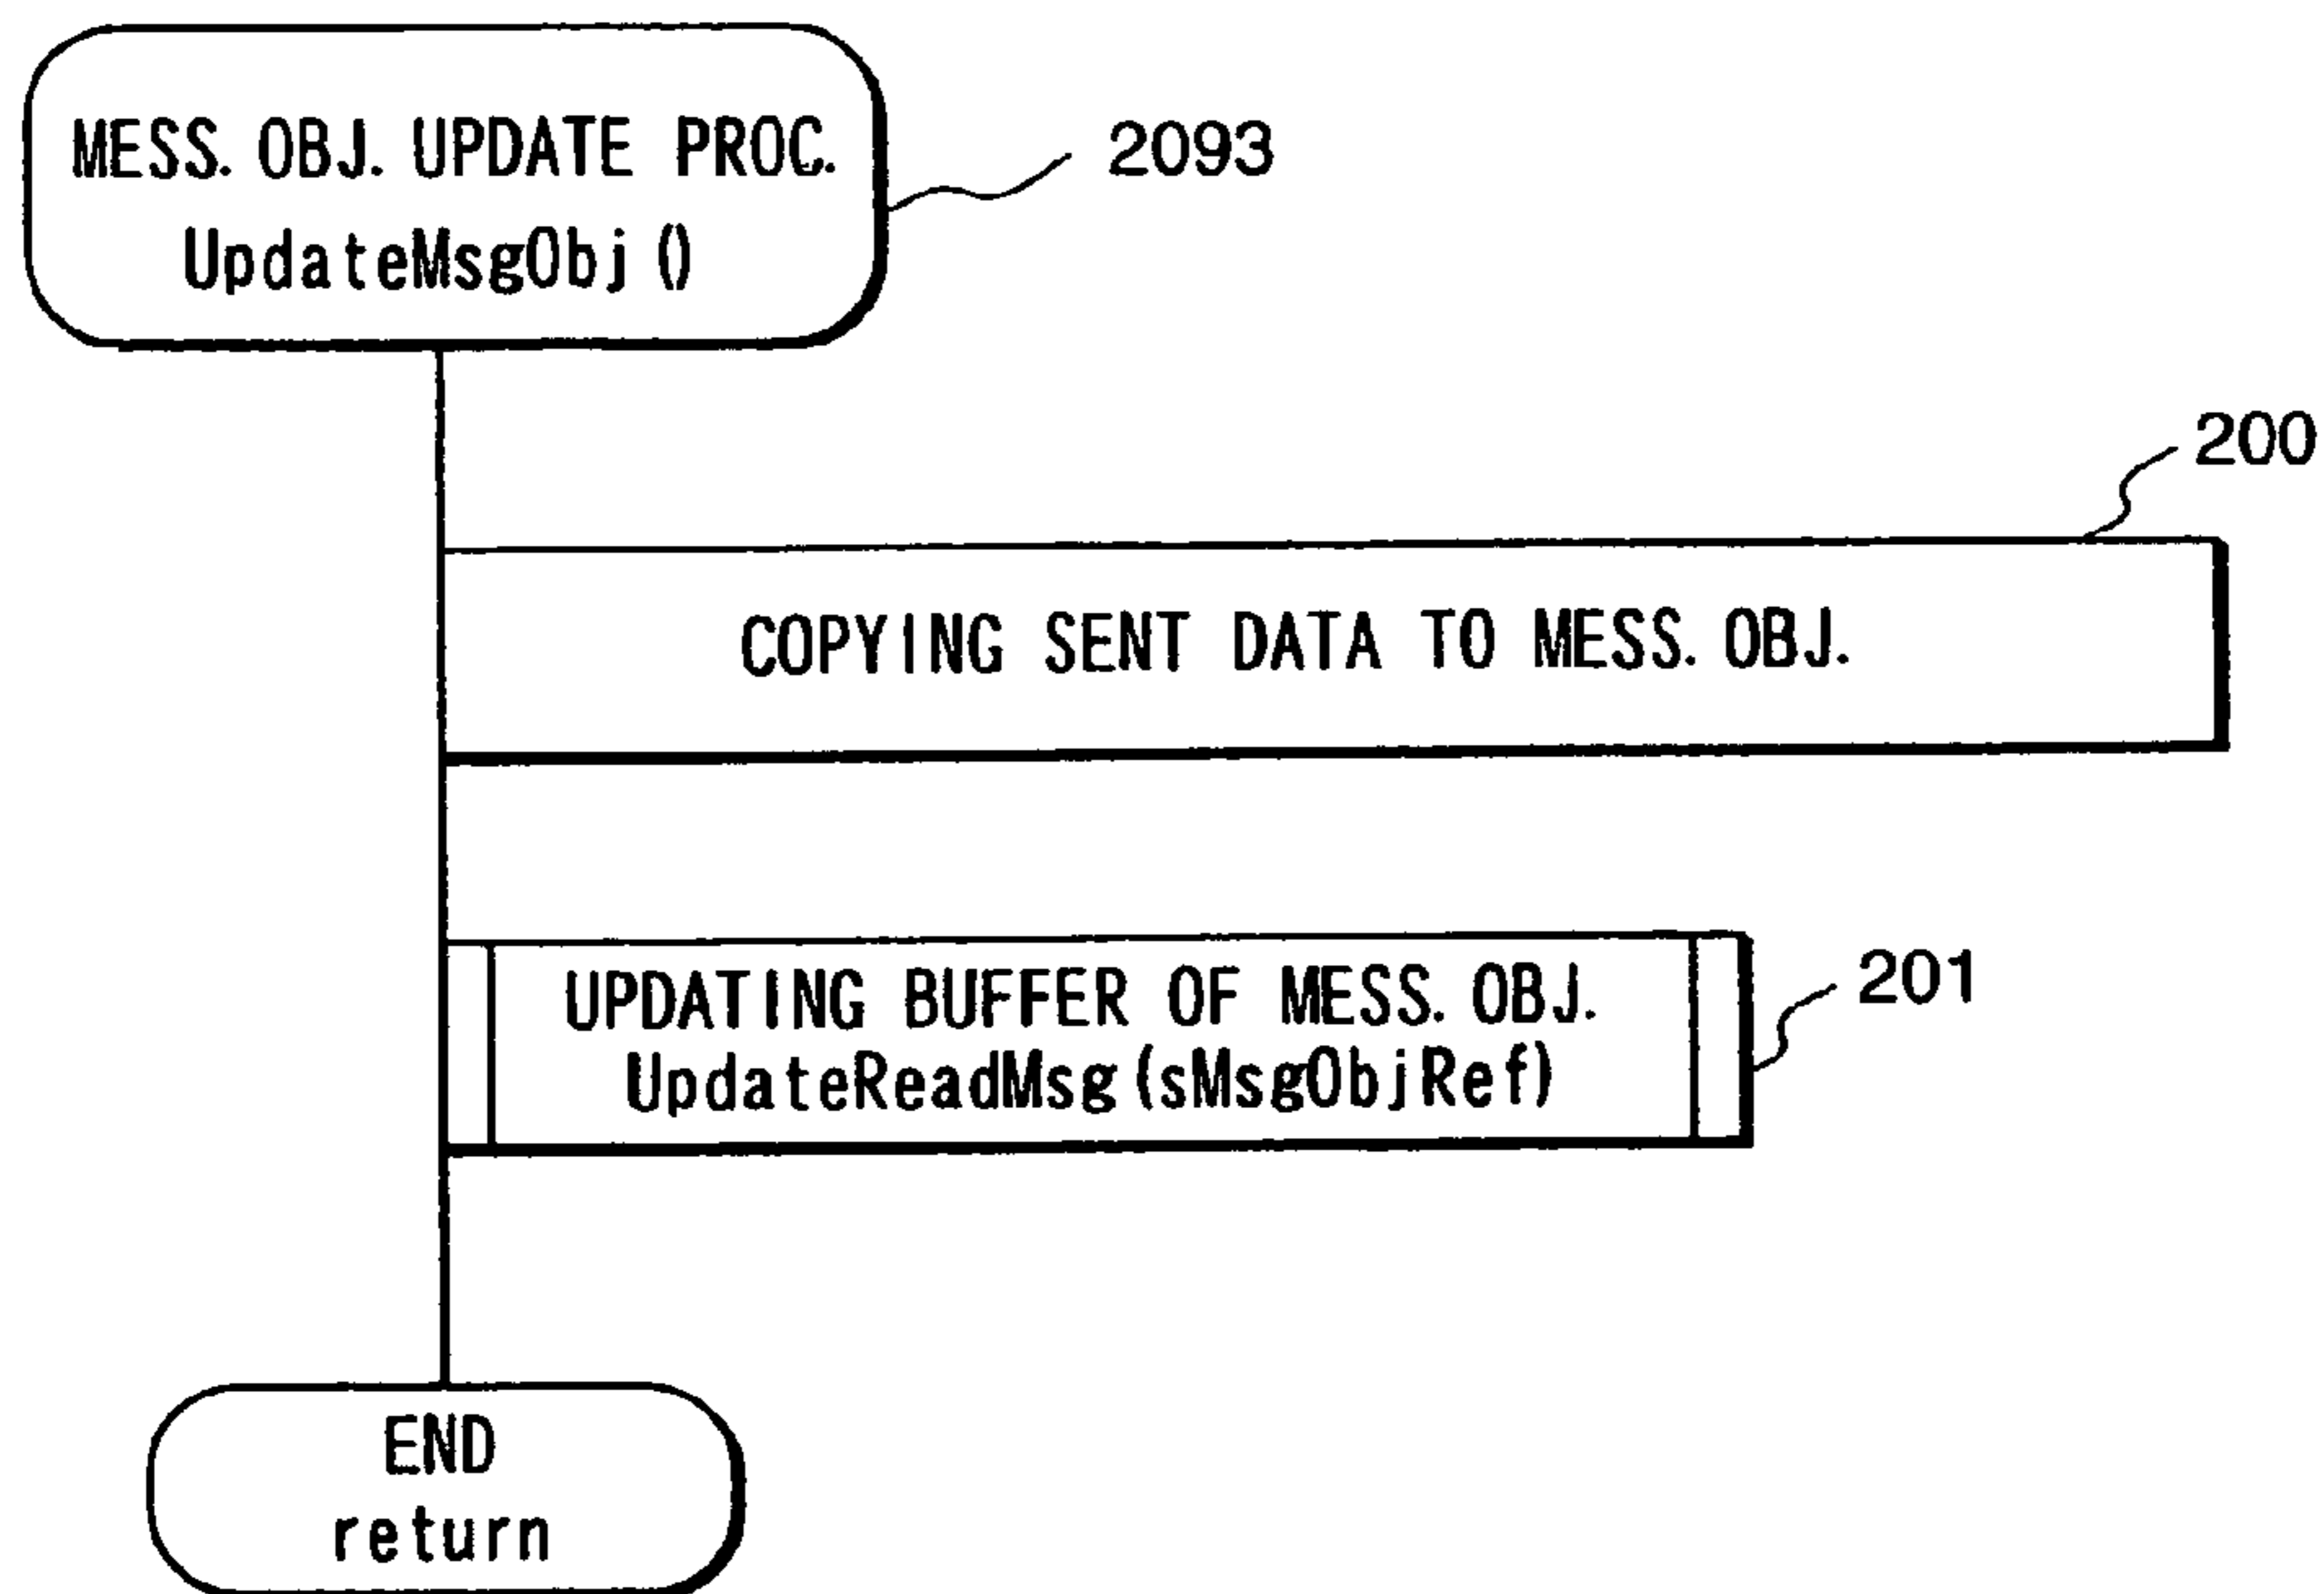 MESS. OBJ. UPDATE PROC.
UpdateMsgObj ()
2093
200
COPYING SENT DATA TO MESS. OBJ.
UPDATING BUFFER OF MESS. OBJ.
UpdateReadMsg (sMsgObjRef)
201
END
return